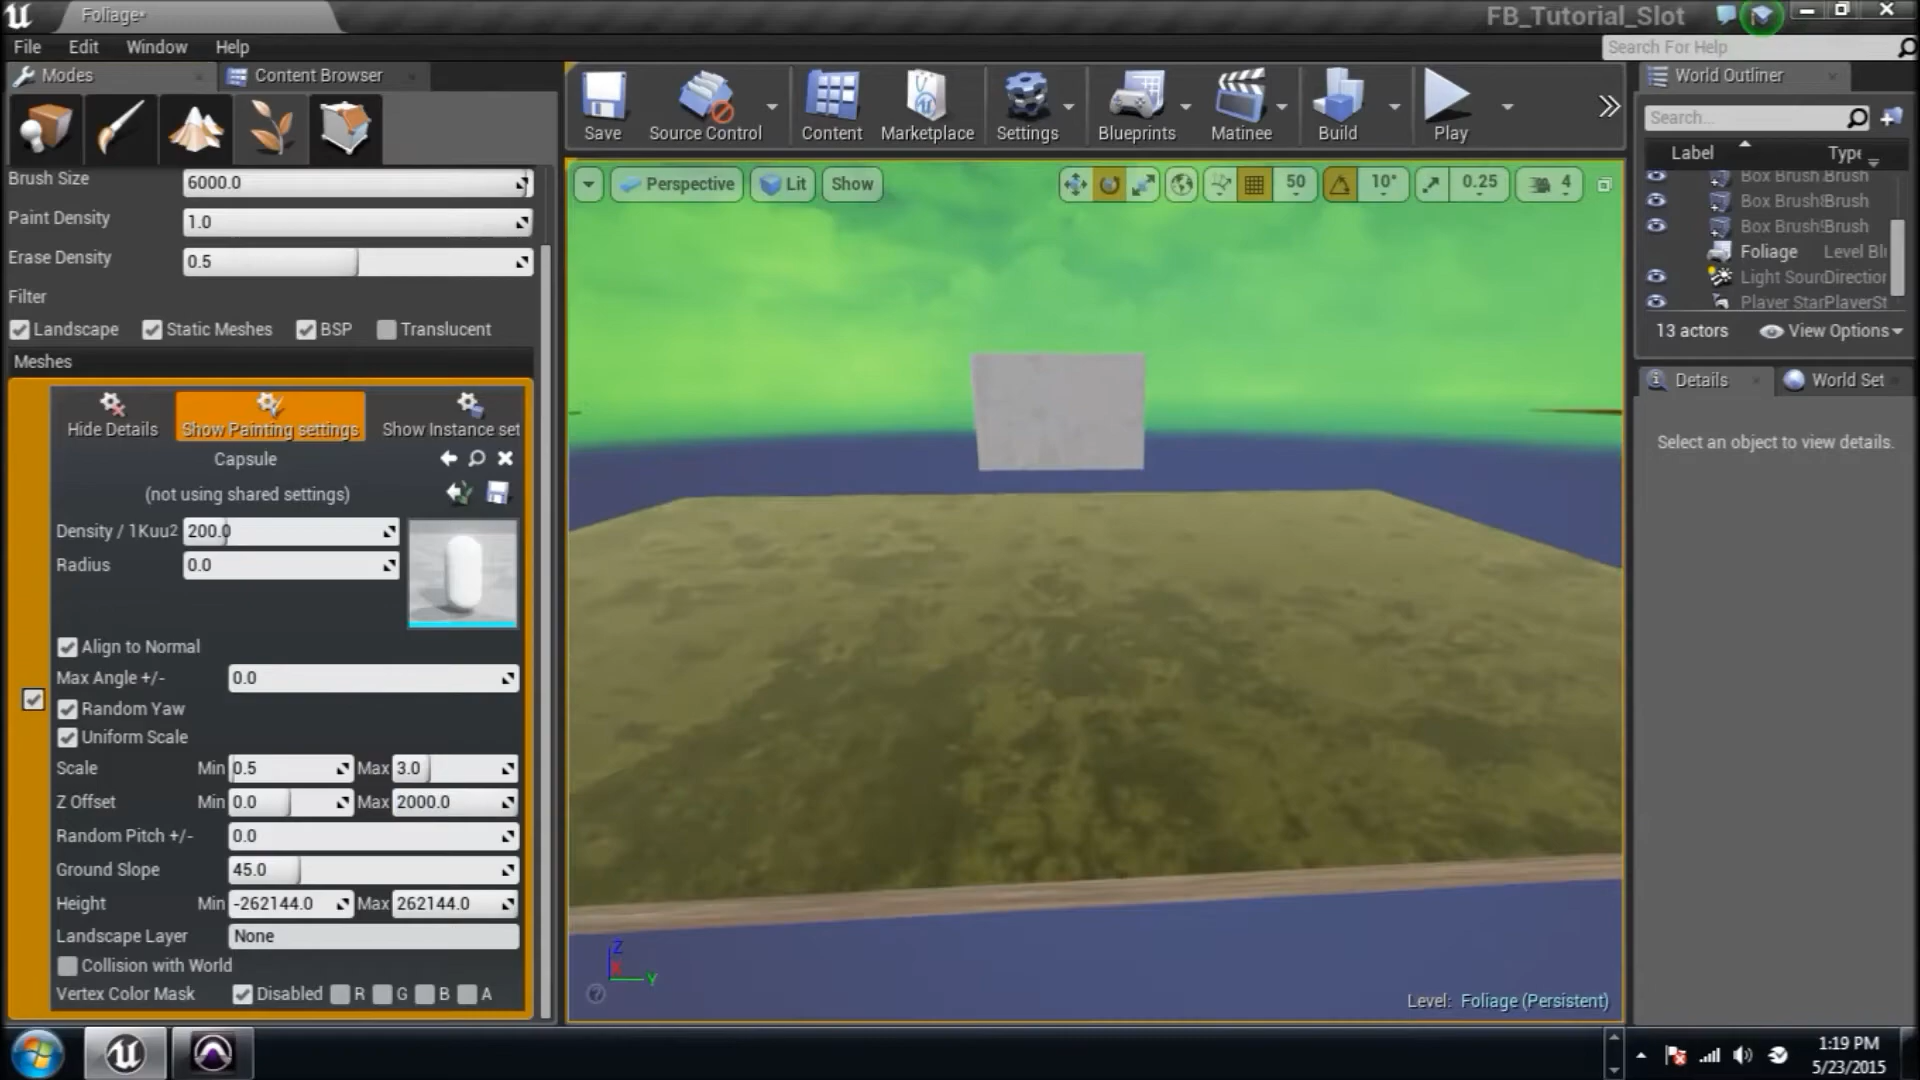 Foliage*
FB_Tutorial_Slot
File Edit Window Help
Search For Help
Modes
Content Browser
World Outliner
Save
Source Control
Content
Marketplace
Settings
Blueprints
Matinee
Build
Play
Search...
Label
Type
Brush Size 6000.0
Paint Density 1.0
Erase Density 0.5
Filter
Landscape Static Meshes BSP Translucent
Meshes
Hide Details Show Painting settings Show Instance set
Capsule
(not using shared settings)
Density / 1Kuu2 200.0
Radius 0.0
Align to Normal
Max Angle +/- 0.0
Random Yaw
Uniform Scale
Scale Min 0.5 Max 3.0
Z Offset Min 0.0 Max 2000.0
Random Pitch +/- 0.0
Ground Slope 45.0
Height Min -262144.0 Max 262144.0
Landscape Layer None
Collision with World
Vertex Color Mask Disabled R G B A
Perspective Lit Show
50 10° 0.25 4
Z
X
Y
Level: Foliage (Persistent)
Box Brush Brush
Box Brush Brush
Box Brush Brush
Foliage Level Bl
Light Sour Direction
Player Star PlayerSt
13 actors View Options
Details
World Set
Select an object to view details.
1:19 PM
5/23/2015